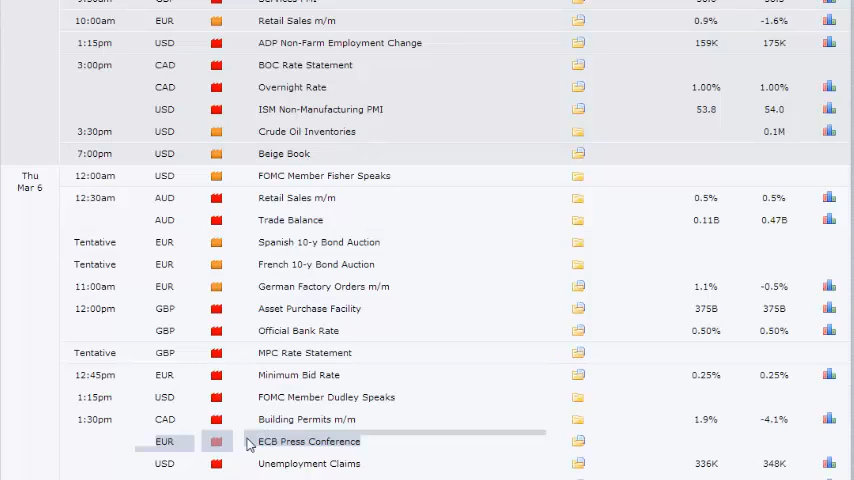 10:00am EUR Retail Sales m/m 0.9% -1.6%
1:15pm USD ADP Non-Farm Employment Change 159K 175K
3:00pm CAD BOC Rate Statement
CAD Overnight Rate 1.00% 1.00%
USD ISM Non-Manufacturing PMI 53.8 54.0
3:30pm USD Crude Oil Inventories 0.1M
7:00pm USD Beige Book
Thu 12:00am USD FOMC Member Fisher Speaks
Mar 6
12:30am AUD Retail Sales m/m 0.5% 0.5%
AUD Trade Balance 0.11B 0.47B
Tentative EUR Spanish 10-y Bond Auction
Tentative EUR French 10-y Bond Auction
11:00am EUR German Factory Orders m/m 1.1% -0.5%
12:00pm GBP Asset Purchase Facility 375B 375B
GBP Official Bank Rate 0.50% 0.50%
Tentative GBP MPC Rate Statement
12:45pm EUR Minimum Bid Rate 0.25% 0.25%
1:15pm USD FOMC Member Dudley Speaks
1:30pm CAD Building Permits m/m 1.9% -4.1%
EUR ECB Press Conference
USD Unemployment Claims 336K 348K